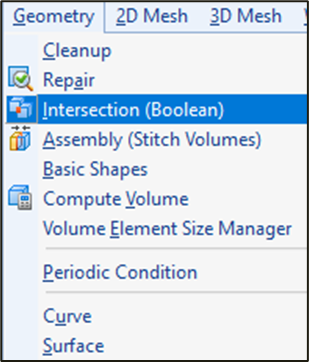 Geometry 2D Mesh 3D Mesh
Cleanup
Repair
Intersection (Boolean)
Assembly (Stitch Volumes)
Basic Shapes
Compute Volume
Volume Element Size Manager
Periodic Condition
Curve
Surface